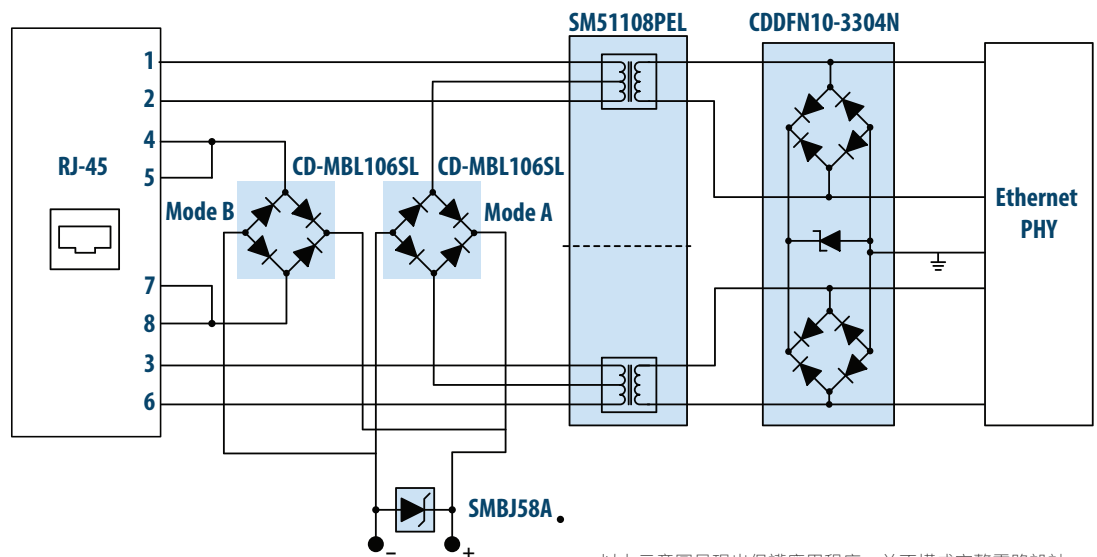 SM51108PEL
CDDFN10-3304N
1
2
4
5
RJ-45
CD-MBL106SL
CD-MBL106SL
Mode B
Mode A
Ethernet
PHY
7
8
3
6
SMBJ58A
-
+